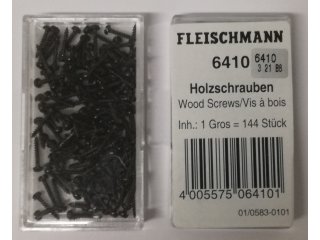 FLEISCHMANN
6410
6410
3 21 B6
Holzschrauben
Wood Screws/Vis à bois
Inh.: 1 Gros = 144 Stück
4 005575 064101
01/0583-0101